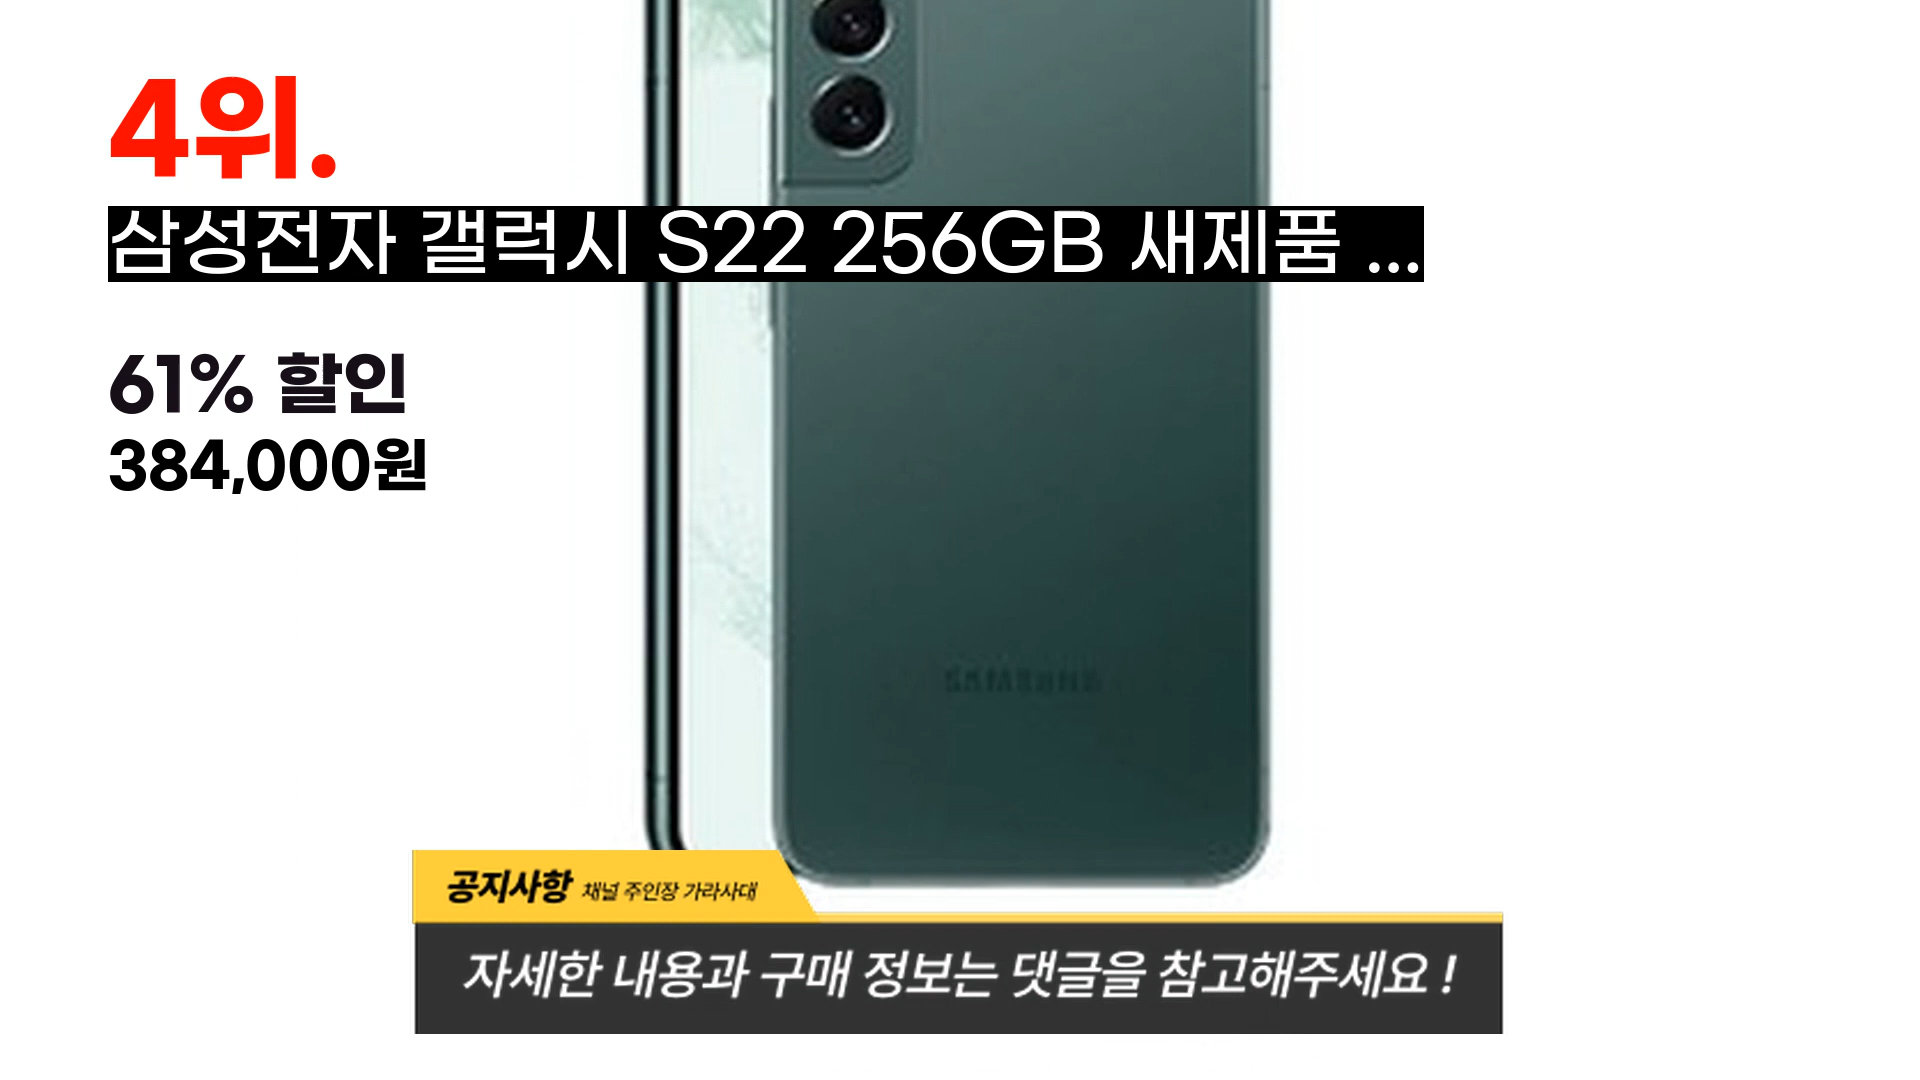 4위.
삼성전자 갤럭시 S22 256GB 새제품 ...
61% 할인
384,000원
SAMSUNG
공지사항 채널 주인장 가라사대
자세한 내용과 구매 정보는 댓글을 참고해주세요 !